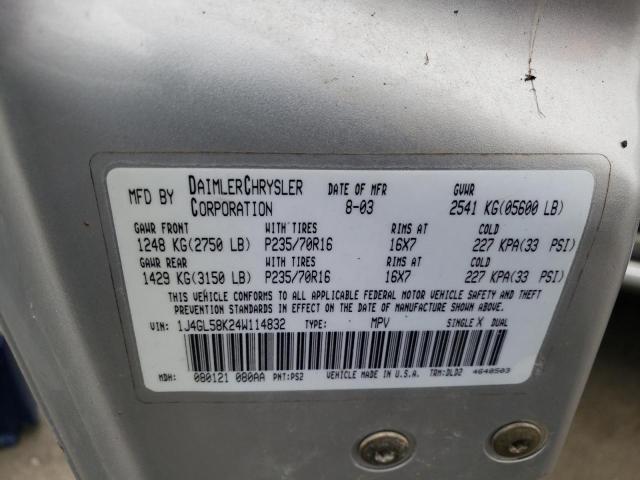 MFD BY DAIMLERCHRYSLER CORPORATION DATE OF MFR 8-03 GVWR 2541 KG(05600 LB)
GAWR FRONT WITH TIRES RIMS AT COLD
1248 KG(2750 LB) P235/70R16 16X7 227 KPA(33 PSI)
GAWR REAR WITH TIRES RIMS AT COLD
1429 KG(3150 LB) P235/70R16 16X7 227 KPA(33 PSI)
THIS VEHICLE CONFORMS TO ALL APPLICABLE FEDERAL MOTOR VEHICLE SAFETY AND THEFT
PREVENTION STANDARDS IN EFFECT ON THE DATE OF MANUFACTURE SHOWN ABOVE.
VIN: 1J4GL58K24W114832 TYPE: MPV SINGLE X DUAL
MDH: 080121 080AA PNT:PS2 VEHICLE MADE IN U.S.A. TRM:DLD2 4648503